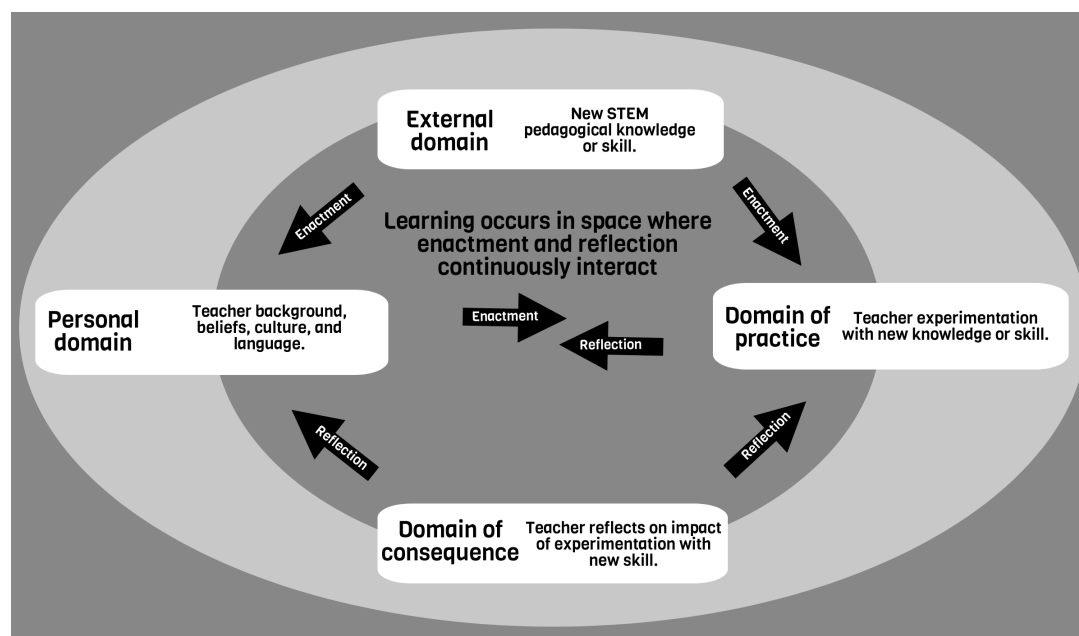 External
domain
New STEM
pedagogical knowledge
or skill.
Enactment
Enactment
Learning occurs in space where
enactment and reflection
continuously interact
Personal
domain
Teacher background,
beliefs, culture, and
language.
Enactment
Reflection
Domain of
practice
Teacher experimentation
with new knowledge or skill.
Reflection
Reflection
Domain of
consequence
Teacher reflects on impact
of experimentation with
new skill.